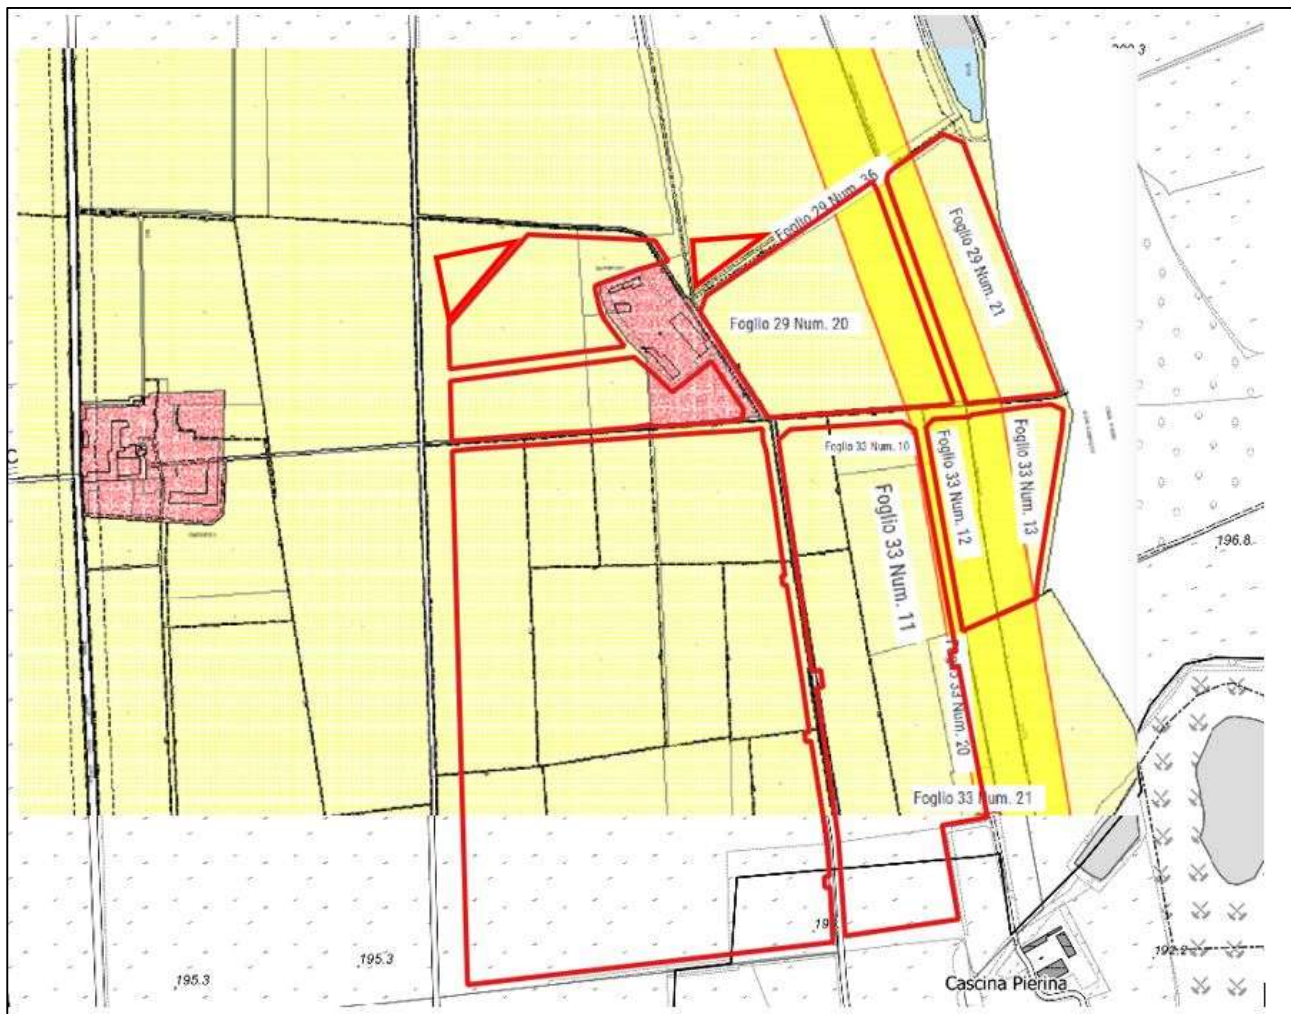 Foglio 29 Num. 36
Foglio 29 Num. 21
Foglio 29 Num. 20
Foglio 33 Num. 10
Foglio 33 Num. 12
Foglio 33 Num. 13
Foglio 33 Num. 11
196.8
Foglio 33 Num. 20
Foglio 33 Num. 21
192.2
195.3
195.3
Cascina Pierina